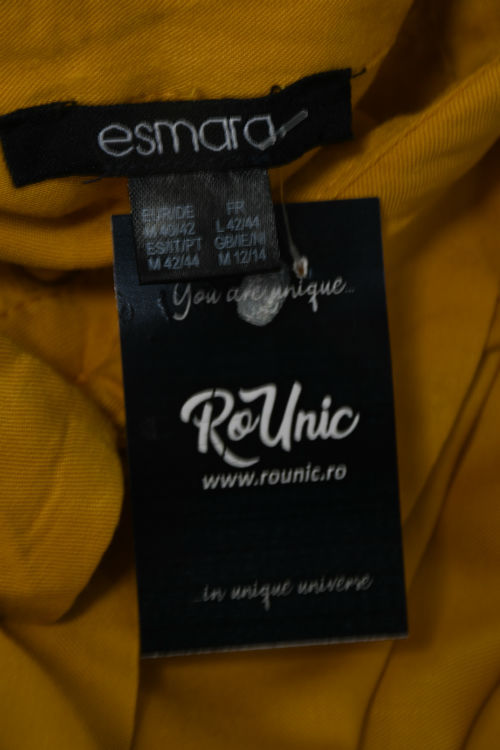 esmara
EUR/DE FR
M 40/42 L 42/44
ES/IT/PT GB/IE/NI
M 42/44 M 12/14
You are unique...
RoUnic
www.rounic.ro
...in unique universe